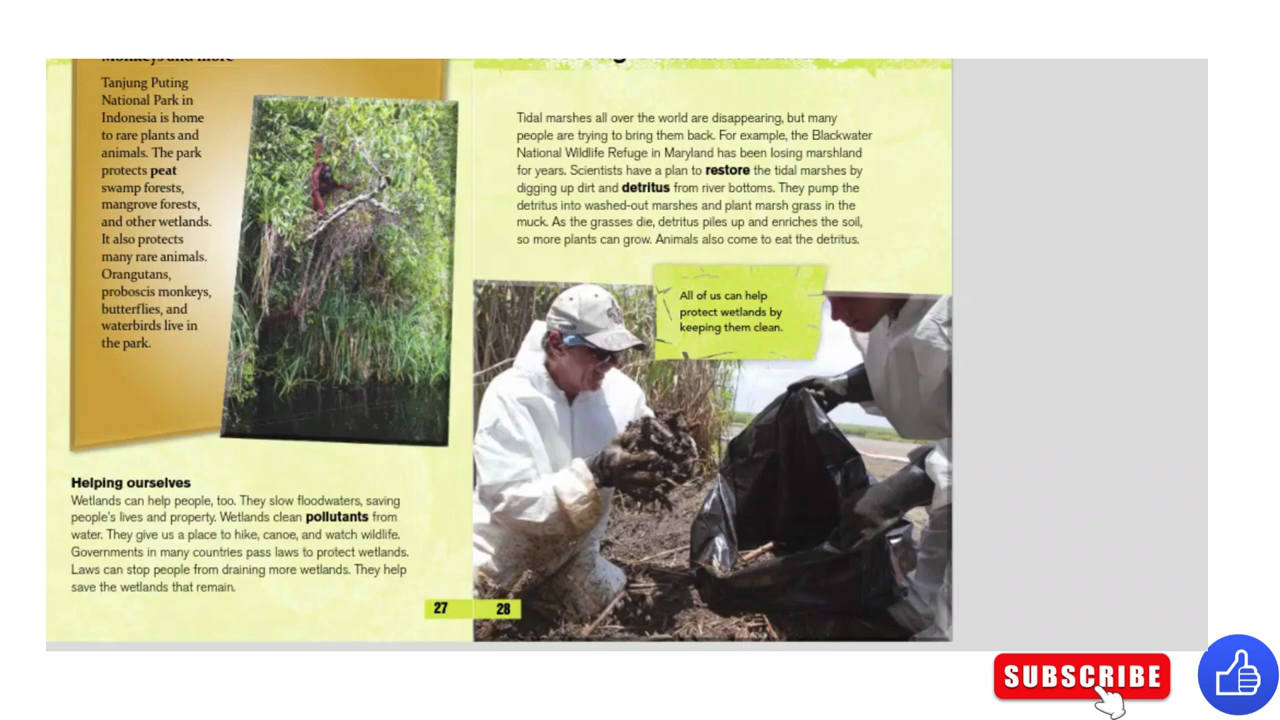 Monkeys and more
Tanjung Puting
National Park in
Indonesia is home
to rare plants and
animals. The park
protects peat
swamp forests,
mangrove forests,
and other wetlands.
It also protects
many rare animals.
Orangutans,
proboscis monkeys,
butterflies, and
waterbirds live in
the park.
Helping ourselves
Wetlands can help people, too. They slow floodwaters, saving
people's lives and property. Wetlands clean pollutants from
water. They give us a place to hike, canoe, and watch wildlife.
Governments in many countries pass laws to protect wetlands.
Laws can stop people from draining more wetlands. They help
save the wetlands that remain.
27
Tidal marshes all over the world are disappearing, but many
people are trying to bring them back. For example, the Blackwater
National Wildlife Refuge in Maryland has been losing marshland
for years. Scientists have a plan to restore the tidal marshes by
digging up dirt and detritus from river bottoms. They pump the
detritus into washed-out marshes and plant marsh grass in the
muck. As the grasses die, detritus piles up and enriches the soil,
so more plants can grow. Animals also come to eat the detritus.
All of us can help
protect wetlands by
keeping them clean.
28
SUBSCRIBE